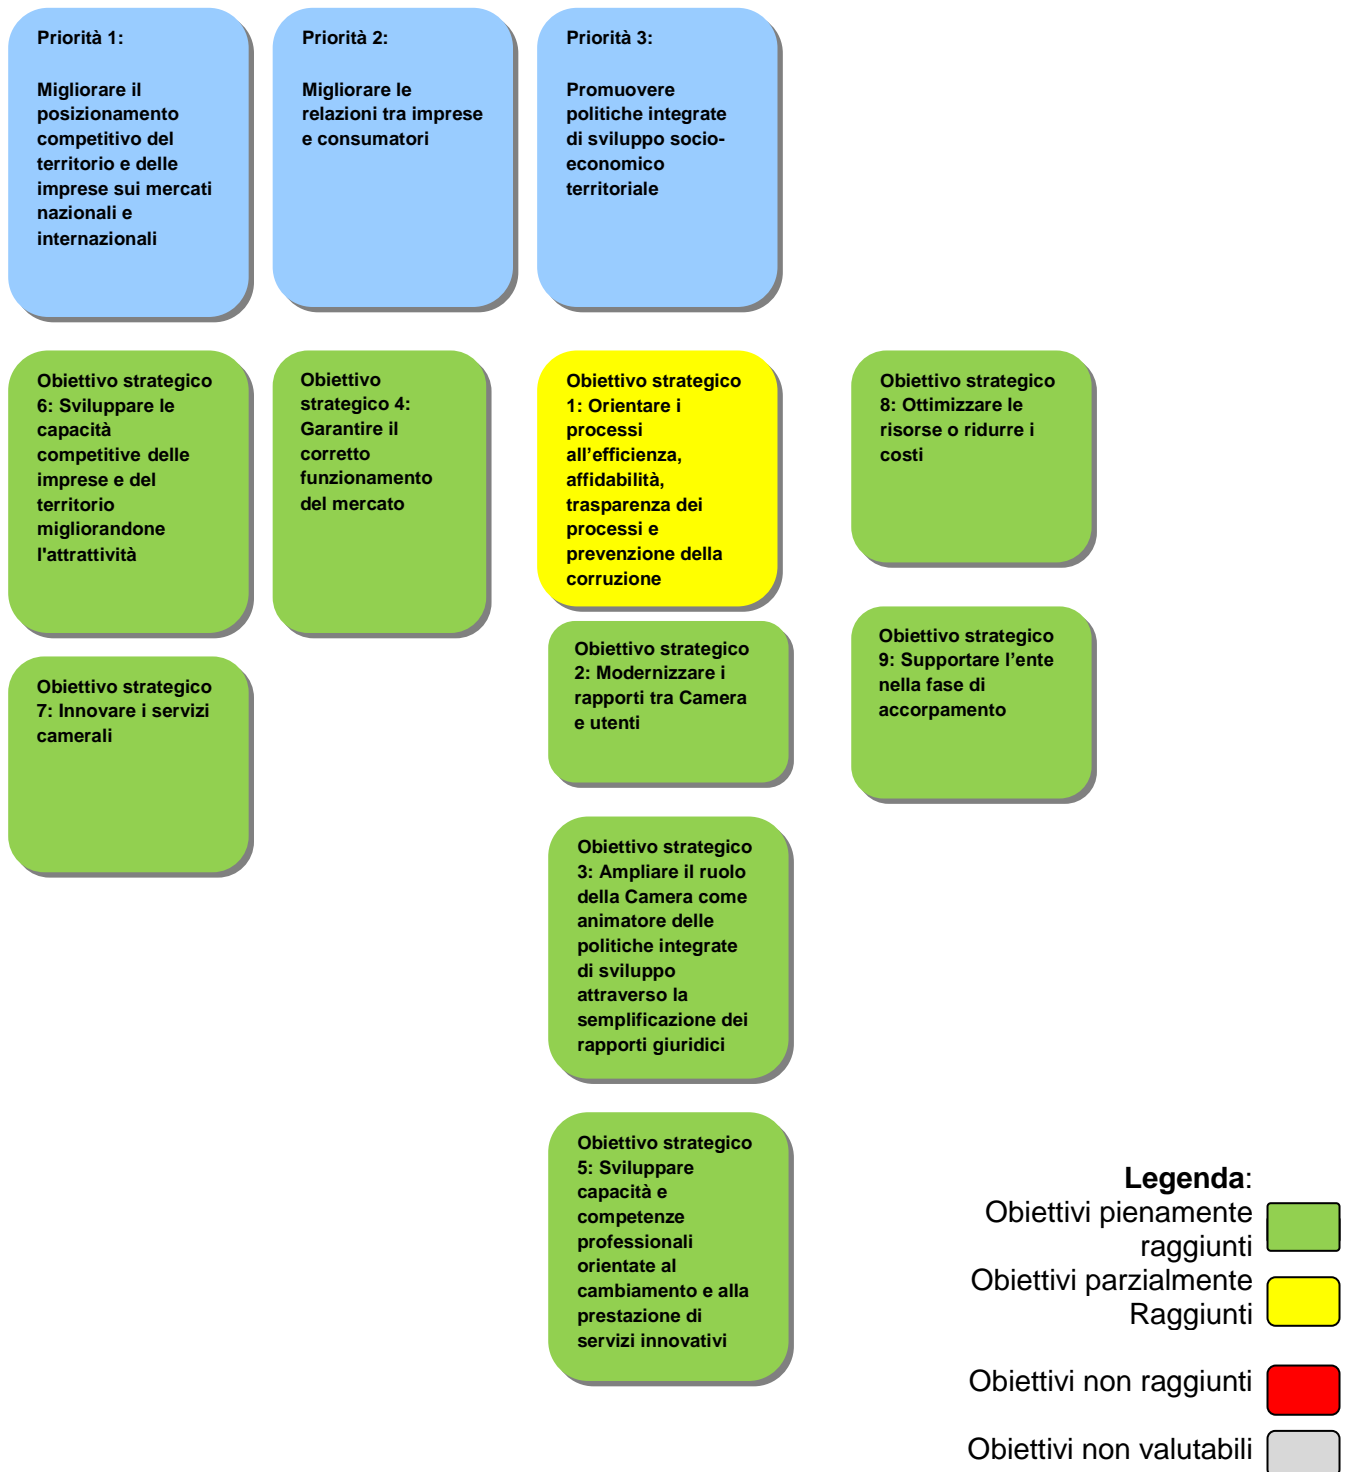 Priorità 1:
Migliorare il
posizionamento
competitivo del
territorio e delle
imprese sui mercati
nazionali e
internazionali
Priorità 2:
Migliorare le
relazioni tra imprese
e consumatori
Priorità 3:
Promuovere
politiche integrate
di sviluppo socio-
economico
territoriale
Obiettivo strategico
6: Sviluppare le
capacità
competitive delle
imprese e del
territorio
migliorandone
l'attrattività
Obiettivo strategico
7: Innovare i servizi
camerali
Obiettivo
strategico 4:
Garantire il
corretto
funzionamento
del mercato
Obiettivo strategico
1: Orientare i
processi
all’efficienza,
affidabilità,
trasparenza dei
processi e
prevenzione della
corruzione
Obiettivo strategico
2: Modernizzare i
rapporti tra Camera
e utenti
Obiettivo strategico
3: Ampliare il ruolo
della Camera come
animatore delle
politiche integrate
di sviluppo
attraverso la
semplificazione dei
rapporti giuridici
Obiettivo strategico
5: Sviluppare
capacità e
competenze
professionali
orientate al
cambiamento e alla
prestazione di
servizi innovativi
Obiettivo strategico
8: Ottimizzare le
risorse o ridurre i
costi
Obiettivo strategico
9: Supportare l’ente
nella fase di
accorpamento
Legenda:
Obiettivi pienamente
raggiunti
Obiettivi parzialmente
Raggiunti
Obiettivi non raggiunti
Obiettivi non valutabili